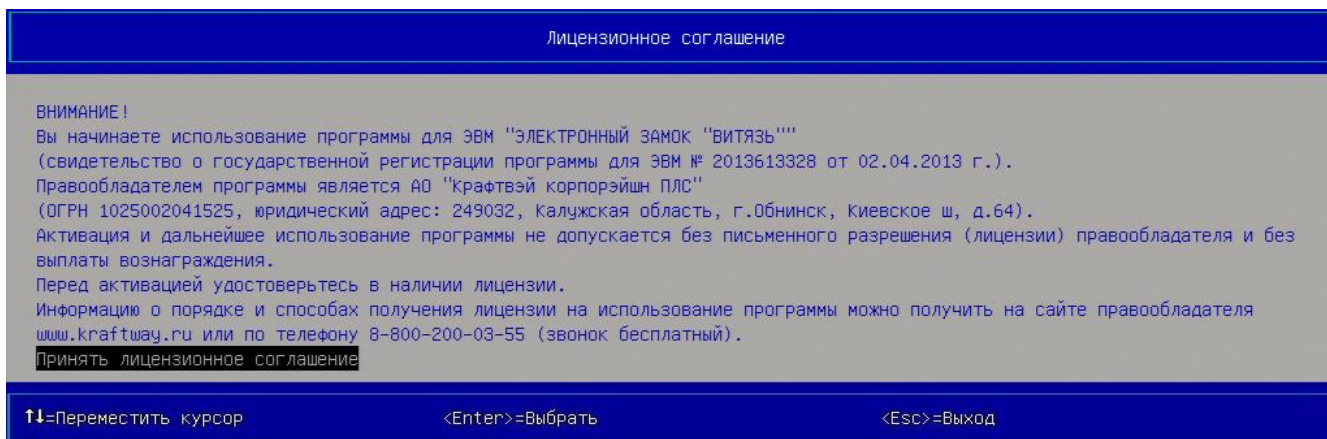 Лицензионное соглашение
ВНИМАНИЕ!
Вы начинаете использование программы для ЭВМ "ЭЛЕКТРОННЫЙ ЗАМОК "ВИТЯЗЬ""
(свидетельство о государственной регистрации программы для ЭВМ № 2013613328 от 02.04.2013 г.).
Правообладателем программы является АО "Крафтвэй корпорэйшн ПЛС"
(ОГРН 1025002041525, юридический адрес: 249032, Калужская область, г.Обнинск, Киевское ш, д.64).
Активация и дальнейшее использование программы не допускается без письменного разрешения (лицензии) правообладателя и без
выплаты вознаграждения.
Перед активацией удостоверьтесь в наличии лицензии.
Информацию о порядке и способах получения лицензии на использование программы можно получить на сайте правообладателя
www.kraftway.ru или по телефону 8-800-200-03-55 (звонок бесплатный).
Принять лицензионное соглашение
↑↓=Переместить курсор <Enter>=Выбрать <Esc>=Выход